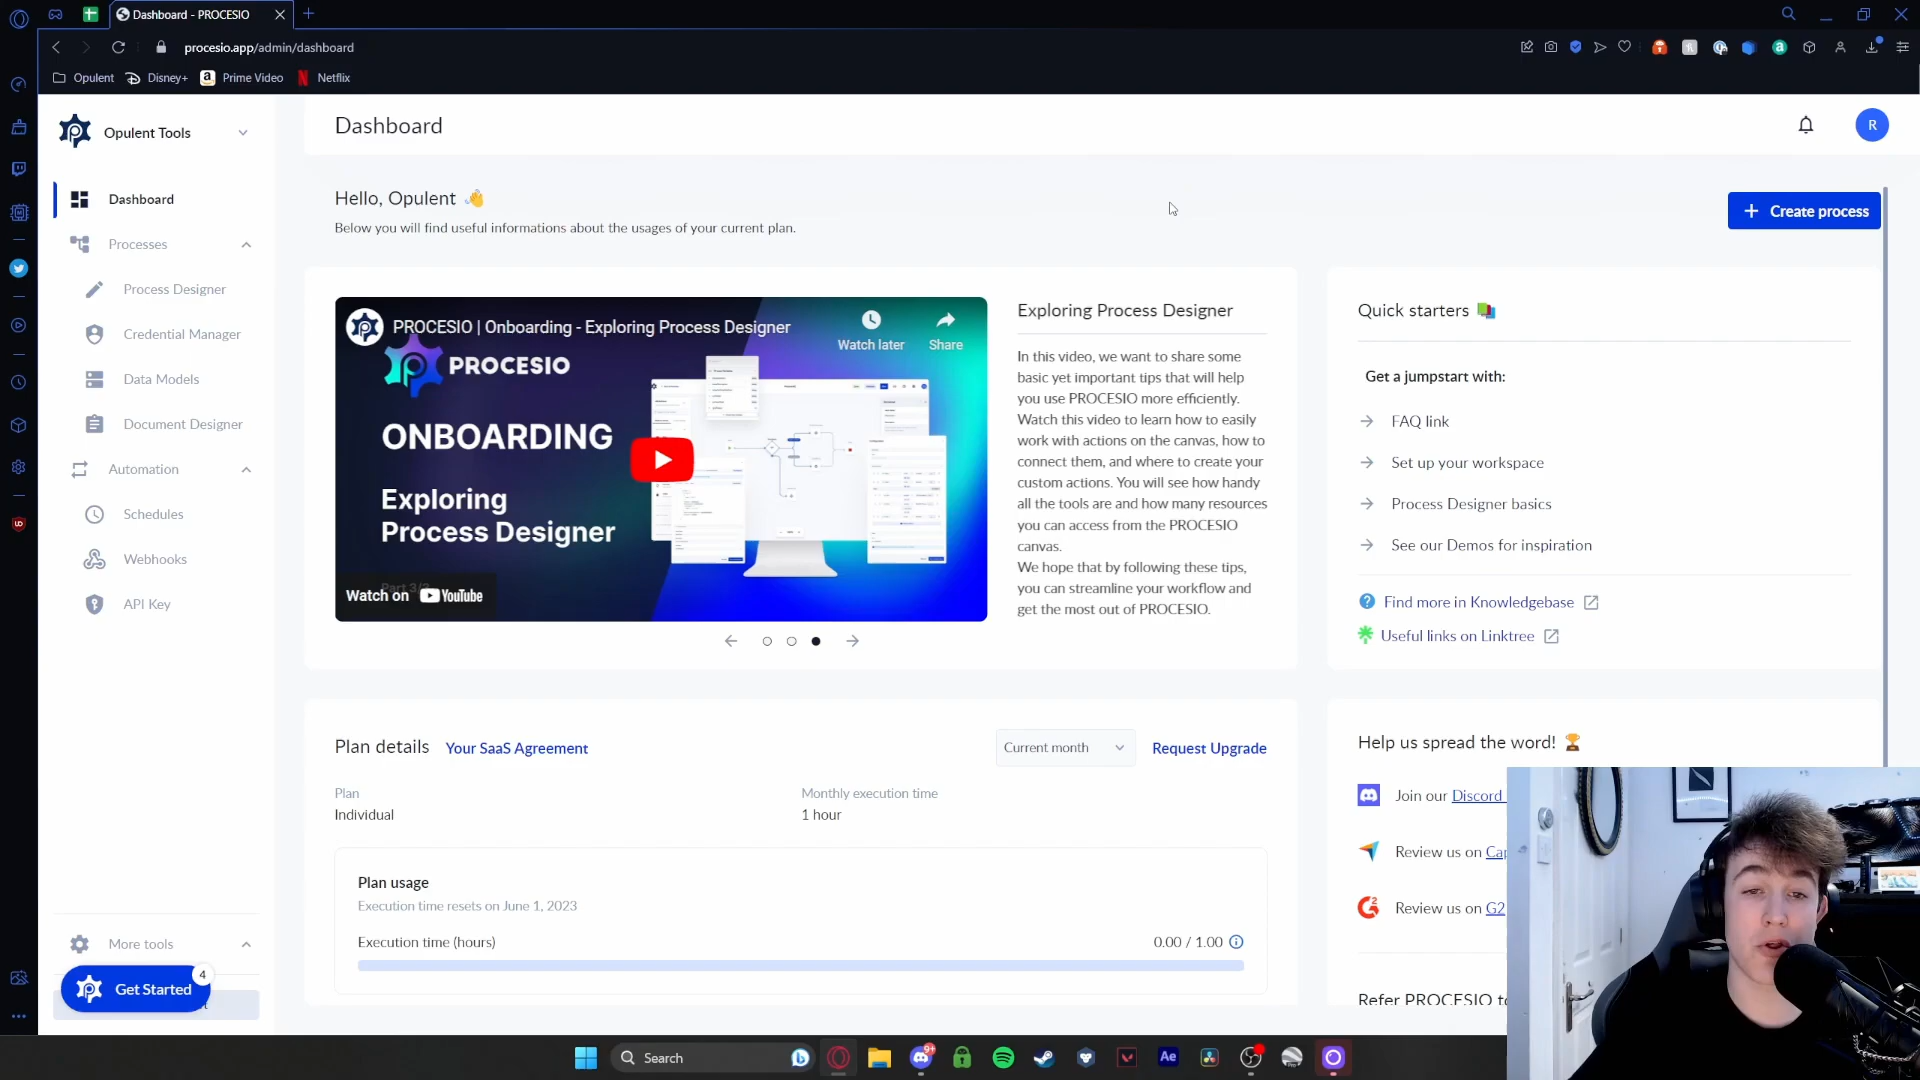 Dashboard - PROCESIO
procesio.app/admin/dashboard
Opulent
Disney+
Prime Video
Netflix
Opulent Tools
Dashboard
Processes
Process Designer
Credential Manager
Data Models
Document Designer
Automation
Schedules
Webhooks
API Key
More tools
Get Started
4
Dashboard
R
Hello, Opulent 👋
Below you will find useful informations about the usages of your current plan.
+ Create process
PROCESIO | Onboarding - Exploring Process Designer
Watch later
Share
PROCESIO
ONBOARDING
Exploring
Process Designer
Part 3/3
Watch on YouTube
Exploring Process Designer
In this video, we want to share some
basic yet important tips that will help
you use PROCESIO more efficiently.
Watch this video to learn how to easily
work with actions on the canvas, how to
connect them, and where to create your
custom actions. You will see how handy
all the tools are and how many resources
you can access from the PROCESIO
canvas.
We hope that by following these tips,
you can streamline your workflow and
get the most out of PROCESIO.
Quick starters
Get a jumpstart with:
FAQ link
Set up your workspace
Process Designer basics
See our Demos for inspiration
Find more in Knowledgebase
Useful links on Linktree
Plan details
Your SaaS Agreement
Current month
Request Upgrade
Plan
Individual
Monthly execution time
1 hour
Plan usage
Execution time resets on June 1, 2023
Execution time (hours)
0.00 / 1.00
Help us spread the word! 🏆
Join our Discord
Review us on Cap
Review us on G2
Refer PROCESIO to
Search
9+
Ae